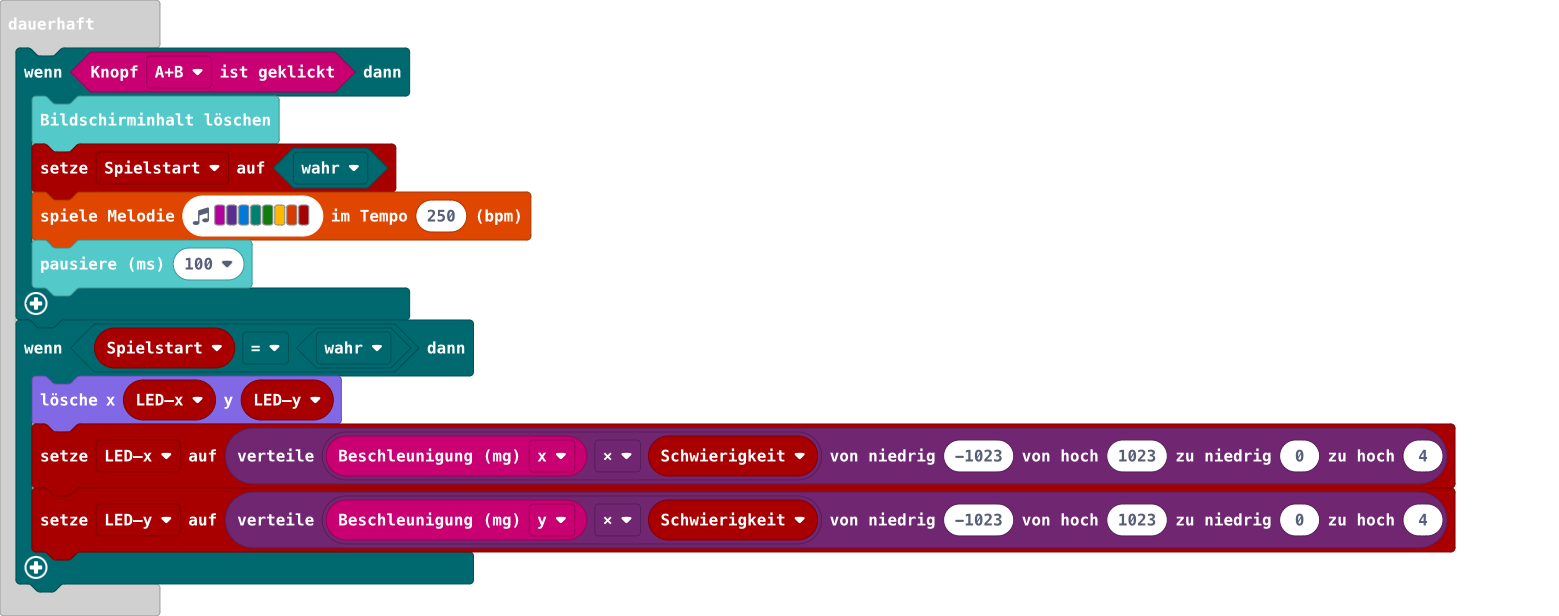 dauerhaft
wenn Knopf A+B ist geklickt dann
Bildschirminhalt löschen
setze Spielstart auf wahr
spiele Melodie im Tempo 250 (bpm)
pausiere (ms) 100
wenn Spielstart = wahr dann
lösche x LED–x y LED–y
setze LED–x auf verteile Beschleunigung (mg) x × Schwierigkeit von niedrig −1023 von hoch 1023 zu niedrig 0 zu hoch 4
setze LED–y auf verteile Beschleunigung (mg) y × Schwierigkeit von niedrig −1023 von hoch 1023 zu niedrig 0 zu hoch 4